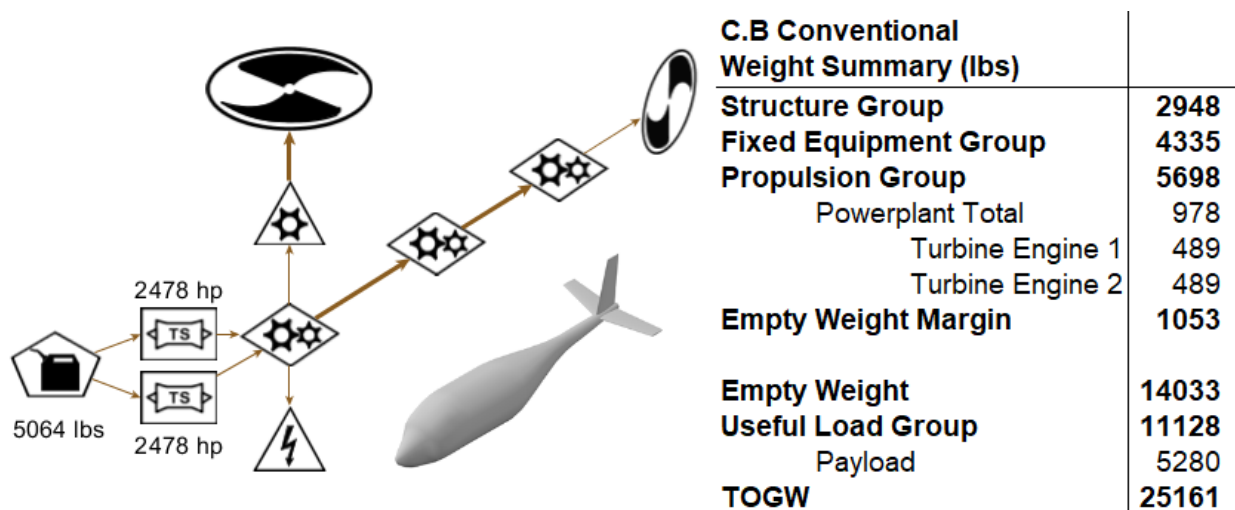 2478 hp
TS
TS
5064 lbs
2478 hp
C.B Conventional
Weight Summary (lbs)
Structure Group 2948
Fixed Equipment Group 4335
Propulsion Group 5698
Powerplant Total 978
Turbine Engine 1 489
Turbine Engine 2 489
Empty Weight Margin 1053
Empty Weight 14033
Useful Load Group 11128
Payload 5280
TOGW 25161